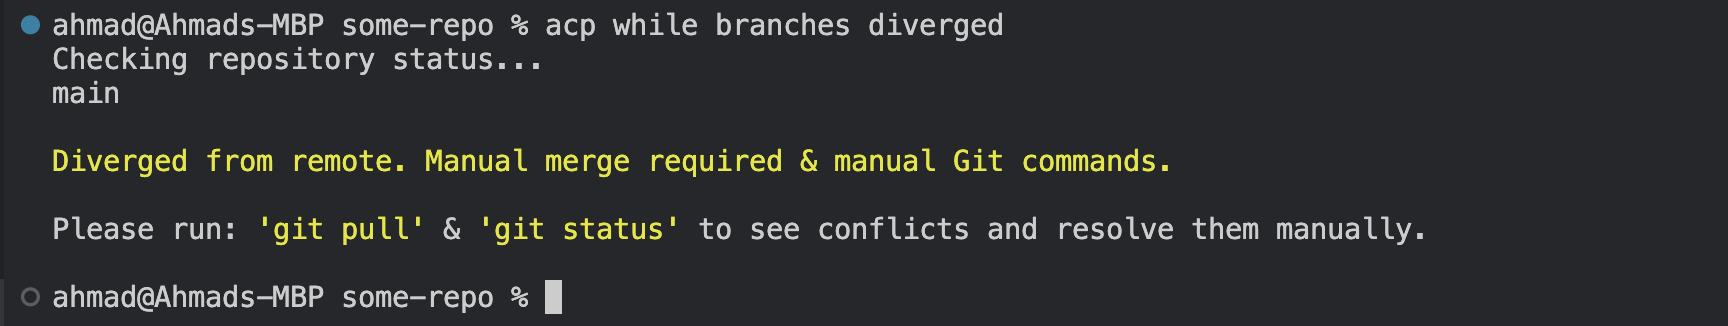 ahmad@Ahmads-MBP some-repo % acp while branches diverged
Checking repository status...
main
Diverged from remote. Manual merge required & manual Git commands.
Please run: 'git pull' & 'git status' to see conflicts and resolve them manually.
ahmad@Ahmads-MBP some-repo %